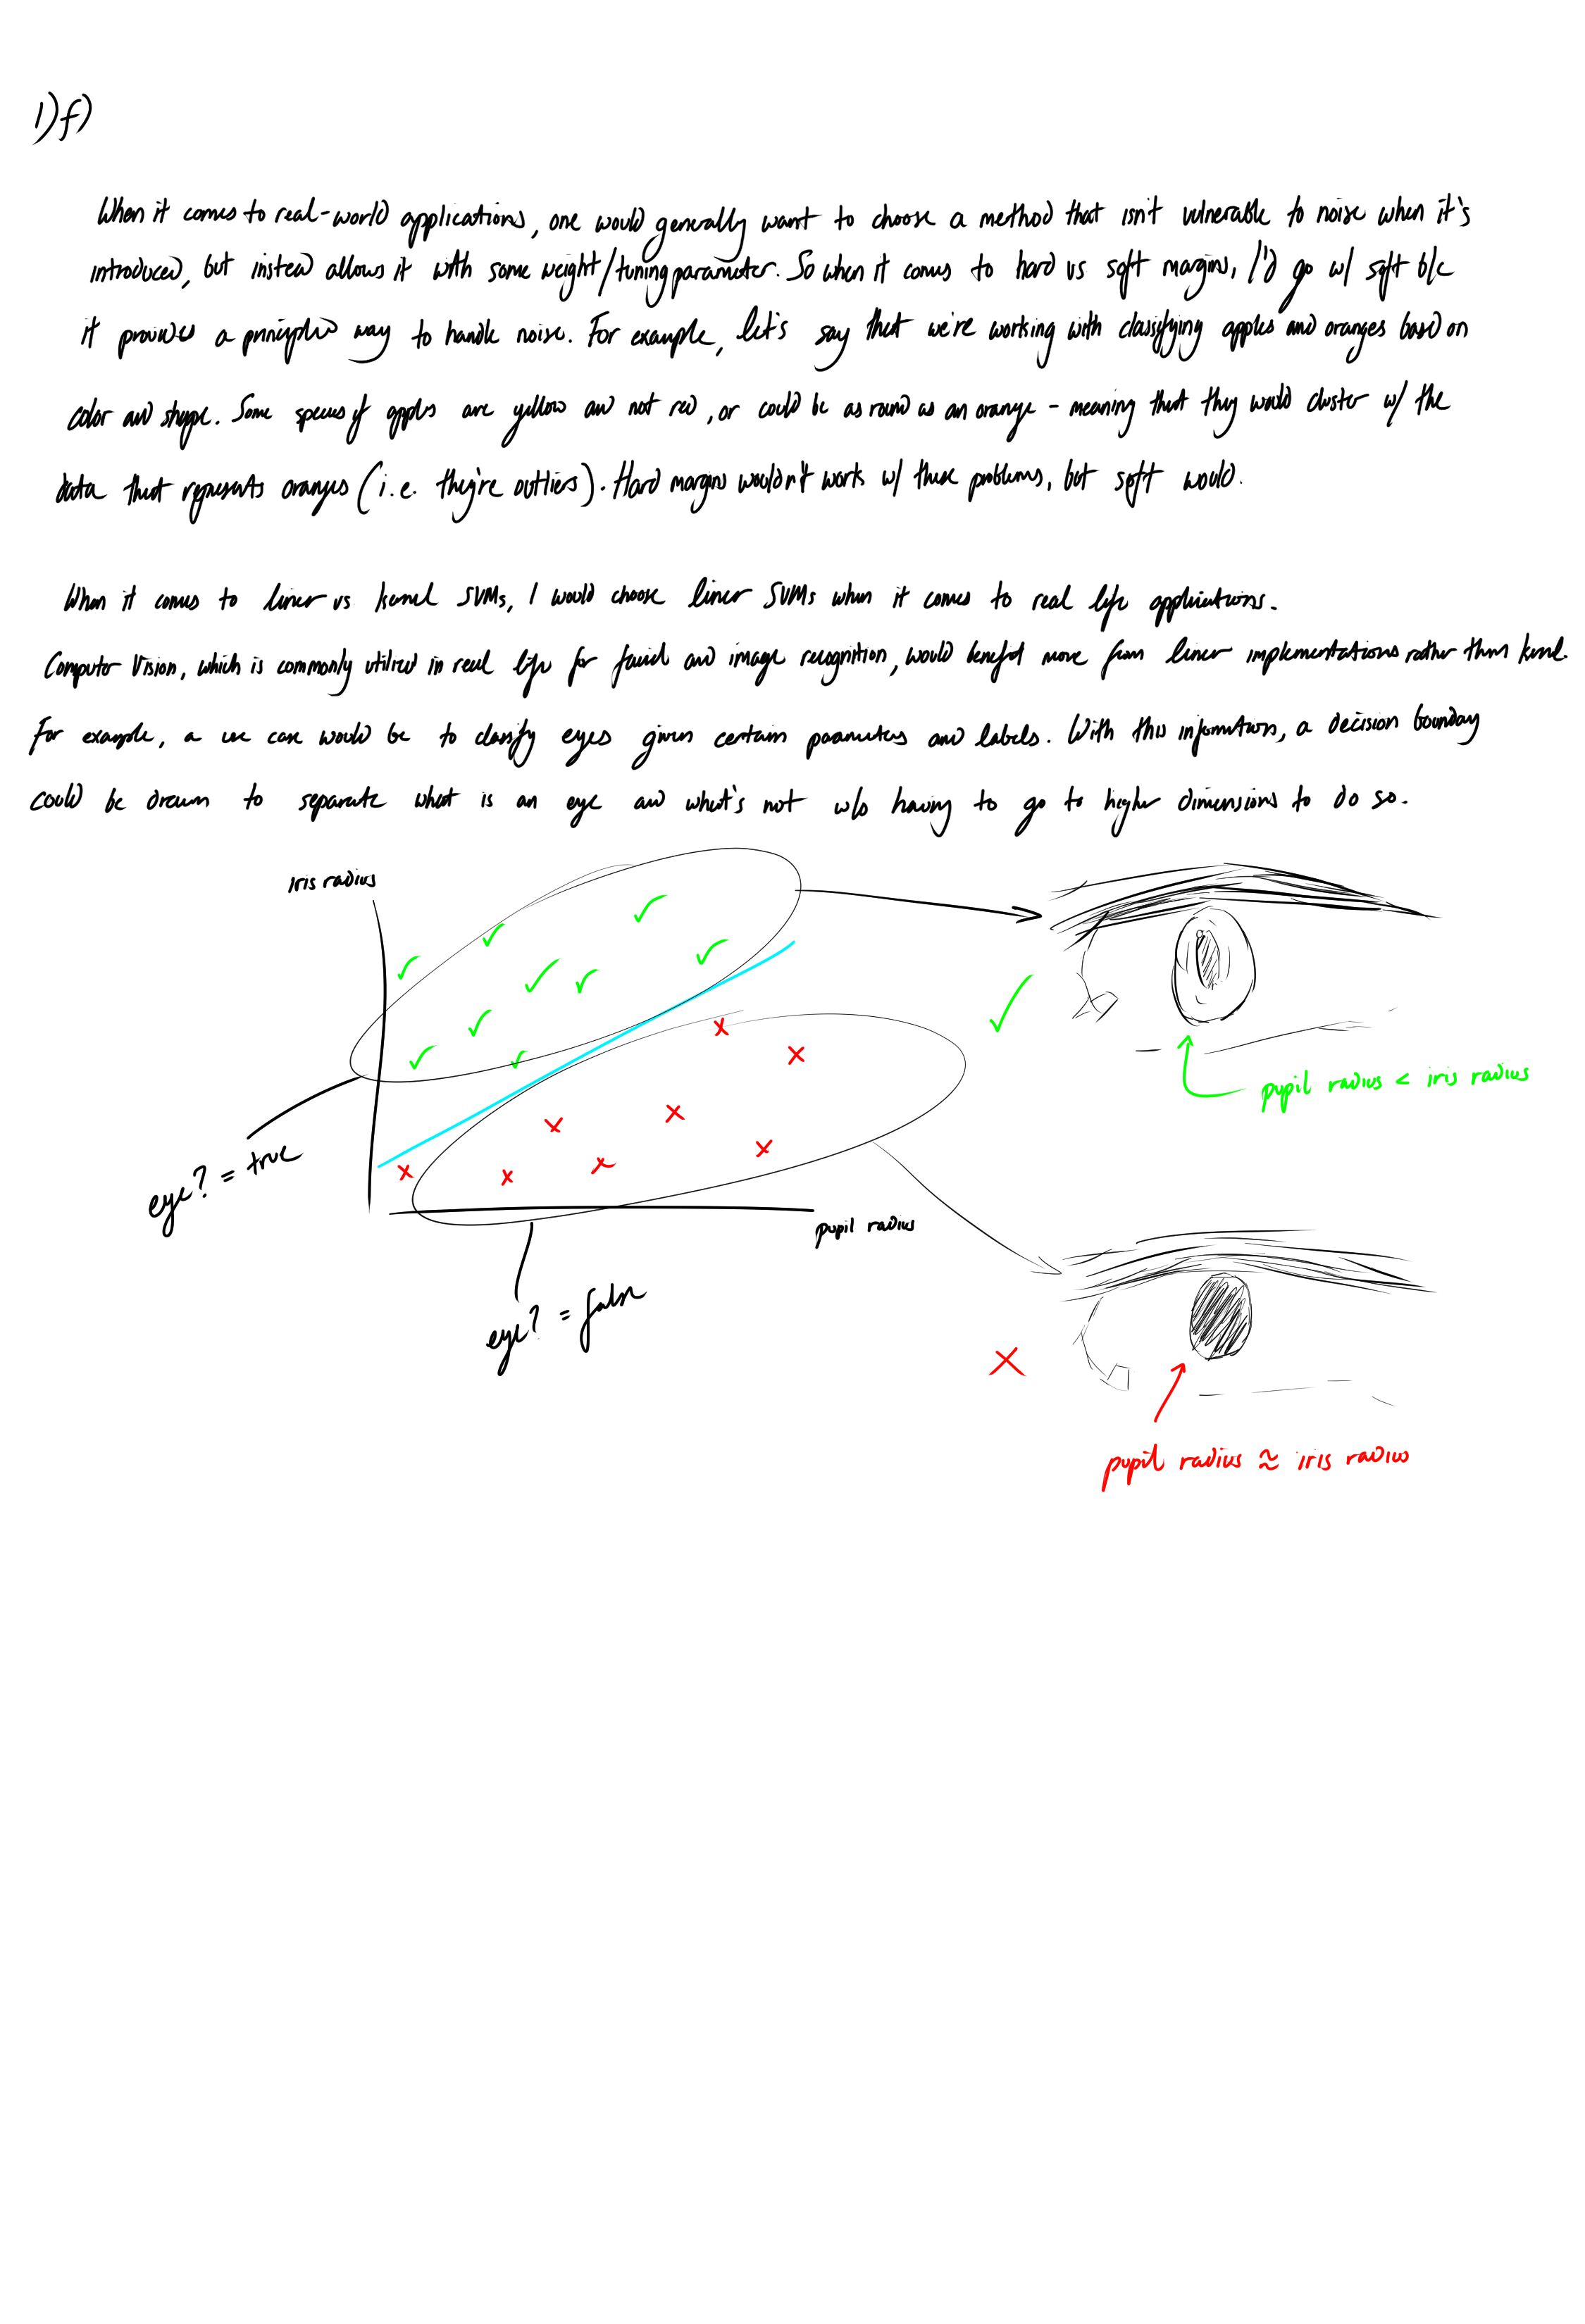 1)f)
When it comes to real-world applications, one would generally want to choose a method that isn't vulnerable to noise when it's
introduced, but instead allows it with some weight/tuning parameter. So when it comes to hard vs soft margins, I'd go w/ soft b/c
it provides a principled way to handle noise. For example, let's say that we're working with classifying apples and oranges based on
color and shape. Some species of apples are yellow and not red, or could be as round as an orange - meaning that they would cluster w/ the
data that represents oranges (i.e. they're outliers). Hard margins wouldn't work w/ these problems, but soft would.
When it comes to linear vs kernel SVMs, I would choose linear SVMs when it comes to real life applications.
Computer Vision, which is commonly utilized in real life for facial and image recognition, would benefit more from linear implementations rather than kernel.
For example, a use case would be to classify eyes given certain parameters and labels. With this information, a decision boundary
could be drawn to separate what is an eye and what's not w/o having to go to higher dimensions to do so.
iris radius
pupil radius < iris radius
eye? = true
pupil radius
eye? = false
pupil radius ≈ iris radius